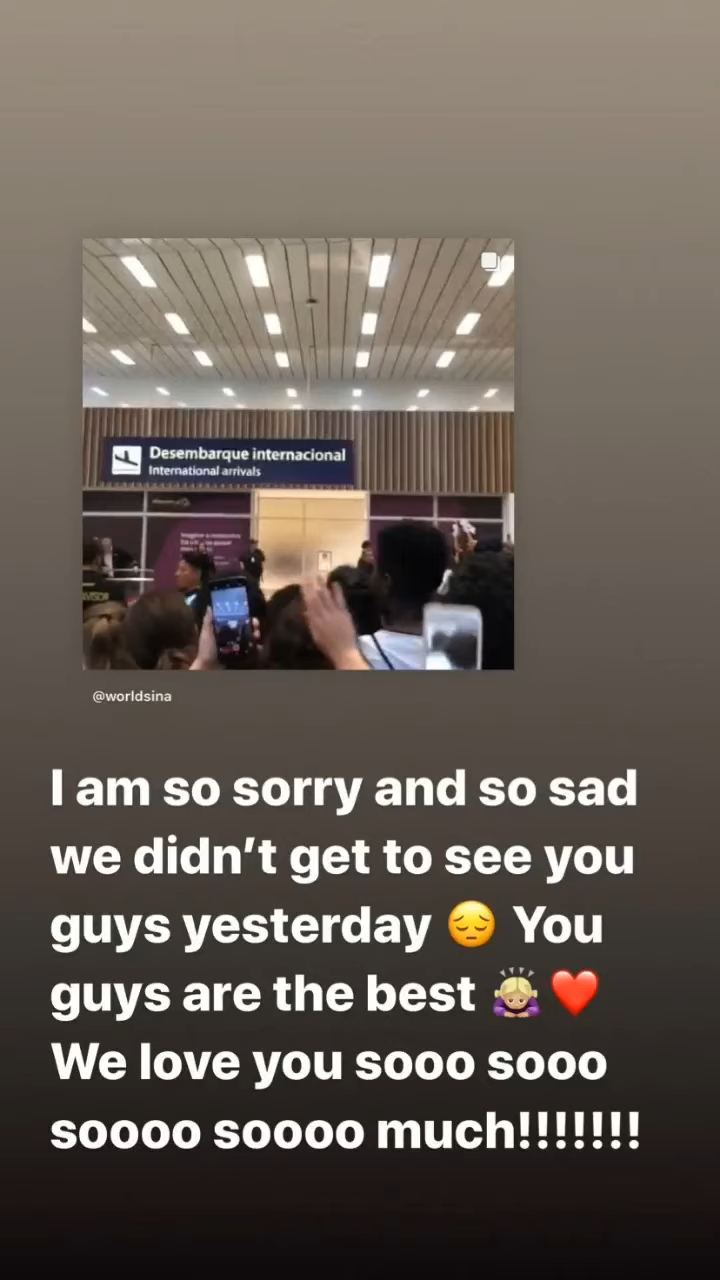 Desembarque internacional
International arrivals
@worldsina
I am so sorry and so sad
we didn’t get to see you
guys yesterday 😔 You
guys are the best 🙇🏼‍♀️❤️
We love you sooo sooo
soooo soooo much!!!!!!!